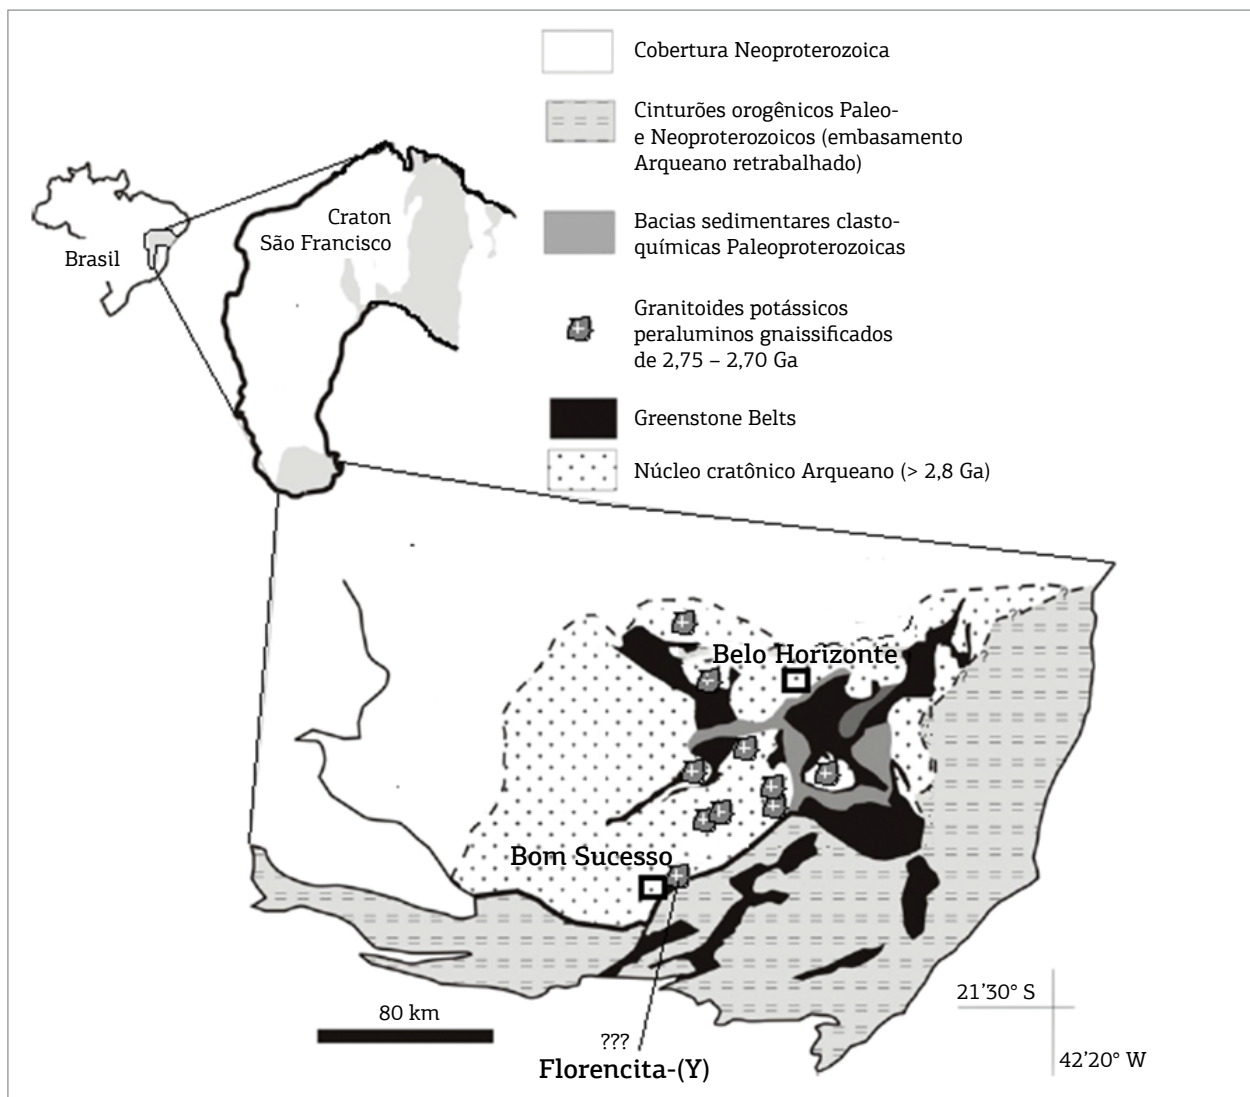 Cobertura Neoproterozoica
Cinturões orogênicos Paleo-
e Neoproterozoicos (embasamento
Arqueano retrabalhado)
Craton
São Francisco
Brasil
Bacias sedimentares clasto-
químicas Paleoproterozoicas
Granitoides potássicos
peraluminos gnaissificados
de 2,75 – 2,70 Ga
Greenstone Belts
Núcleo cratônico Arqueano (> 2,8 Ga)
?
?
?
??
Belo Horizonte
Bom Sucesso
21'30° S
80 km
???
42'20° W
Florencita-(Y)